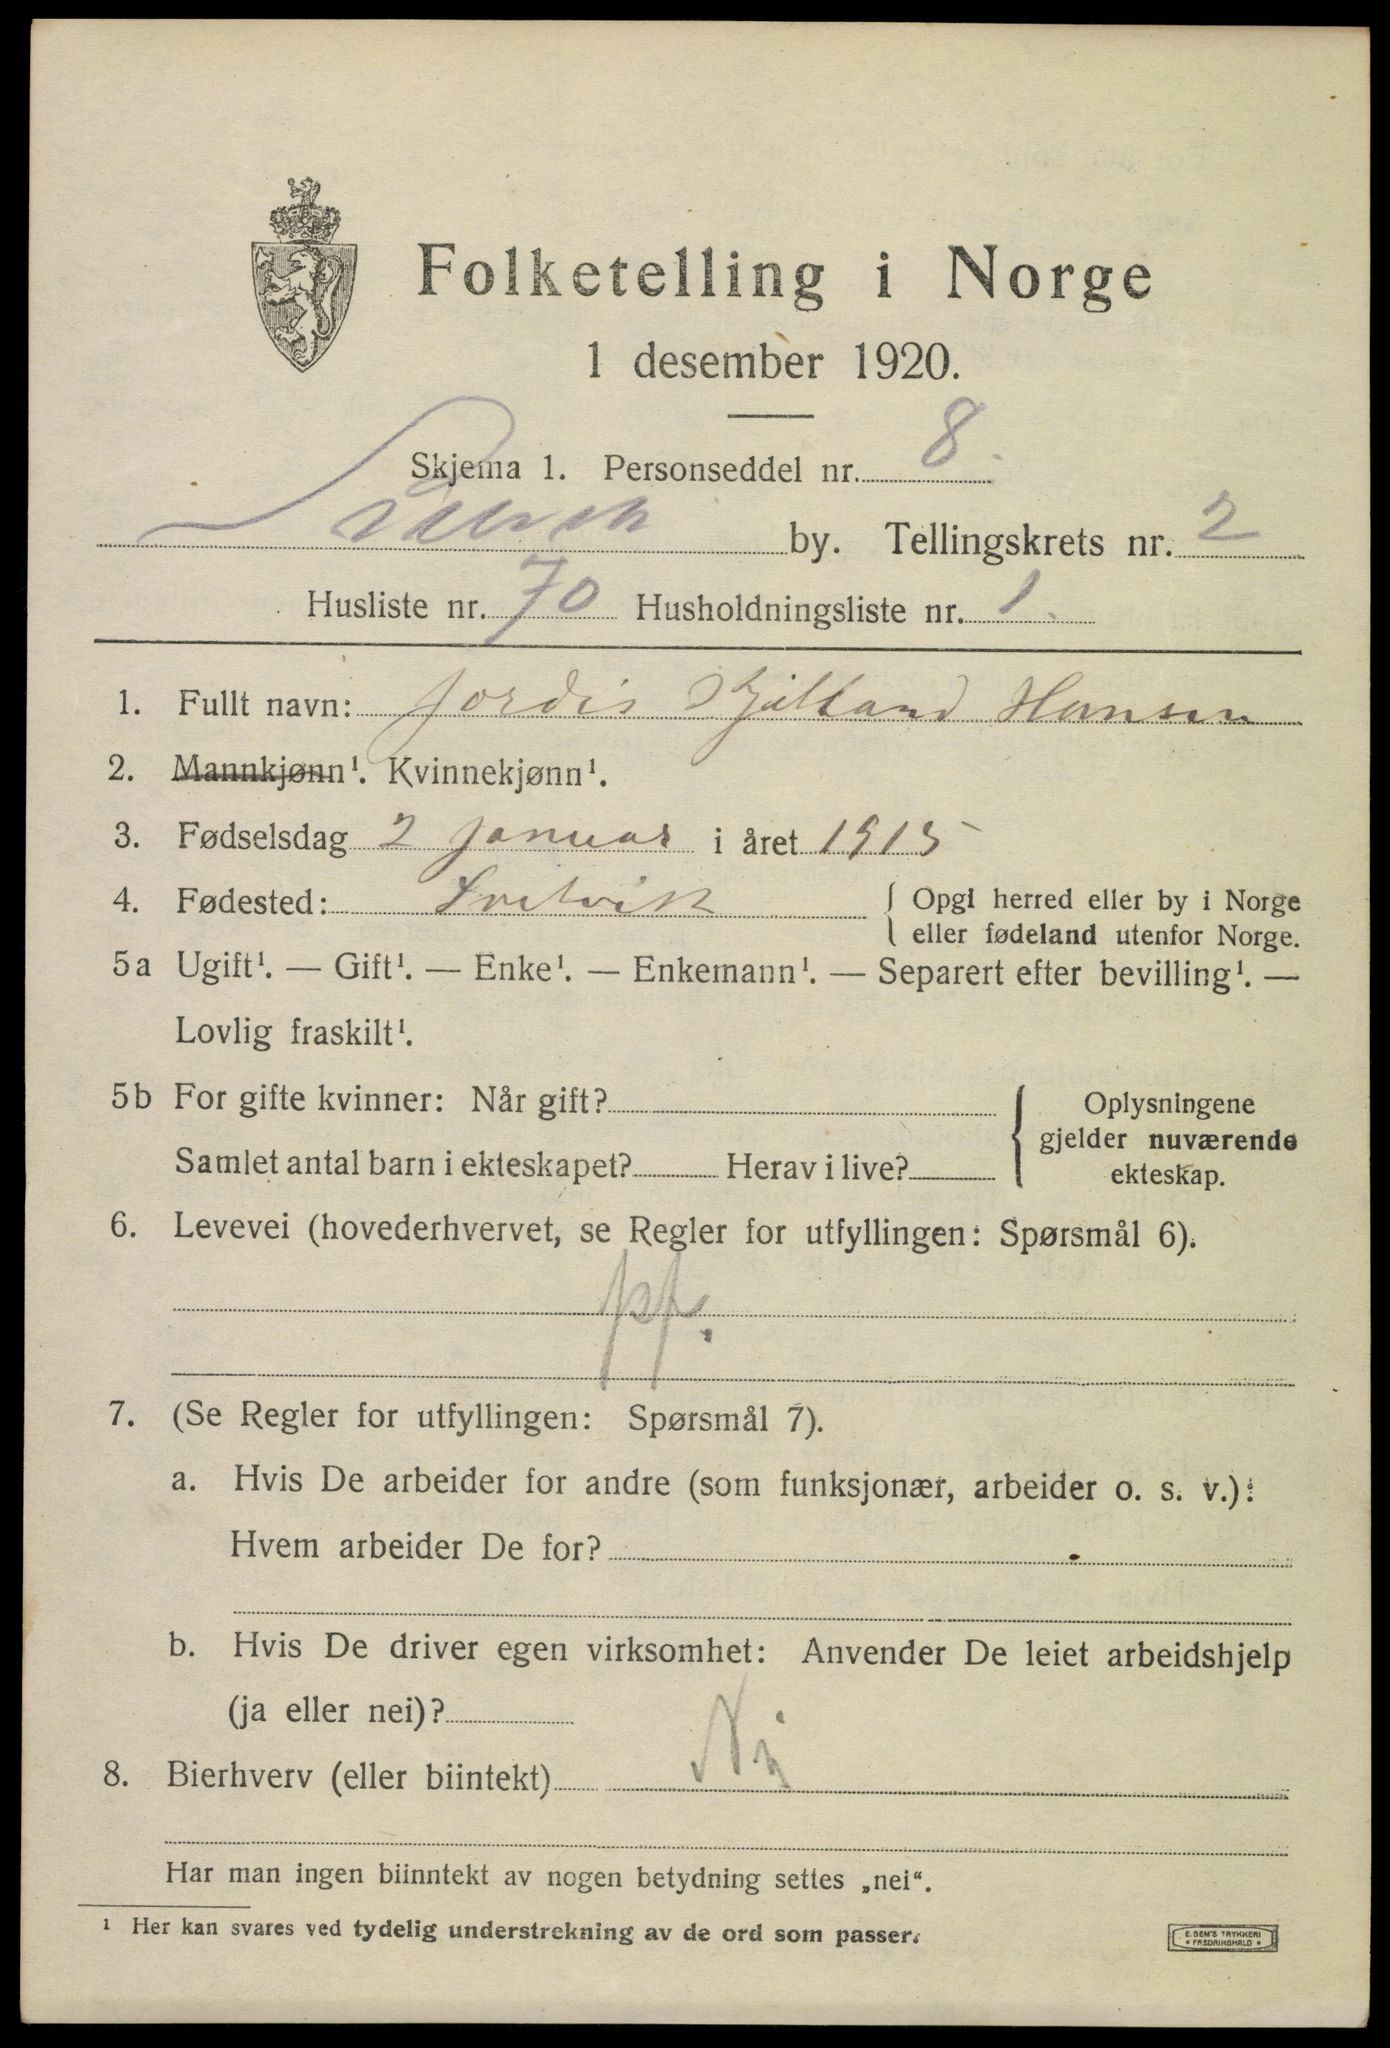 Folketelling i Norge
1 desember 1920.
Skjema 1. Personseddel nr. 8.
Larvik by. Tellingskrets nr. 2
Husliste nr. 70 Husholdningsliste nr. 1.
1. Fullt navn: Jordis Hansen
2. Mannkjønn¹. Kvinnekjønn¹.
3. Fødselsdag 2 Januar i året 1915
4. Fødested: { Opgi herred eller by i Norge
eller fødeland utenfor Norge.
5a Ugift¹. — Gift¹. — Enke¹. — Enkemann¹. — Separert efter bevilling¹. —
Lovlig fraskilt¹.
5b For gifte kvinner: Når gift? { Oplysningene
gjelder nuværende
Samlet antal barn i ekteskapet? Herav i live? ekteskap.
6. Levevei (hovederhvervet, se Regler for utfyllingen: Spørsmål 6).
pp.
7. (Se Regler for utfyllingen: Spørsmål 7).
a. Hvis De arbeider for andre (som funksjonær, arbeider o. s. v.):
Hvem arbeider De for?
b. Hvis De driver egen virksomhet: Anvender De leiet arbeidshjelp
(ja eller nei)?
8. Bierhverv (eller biintekt) Nei
Har man ingen biinntekt av nogen betydning settes „nei“.
¹ Her kan svares ved tydelig understrekning av de ord som passer.
E. SEM'S TRYKKERI
* FREDRIKSHALD *